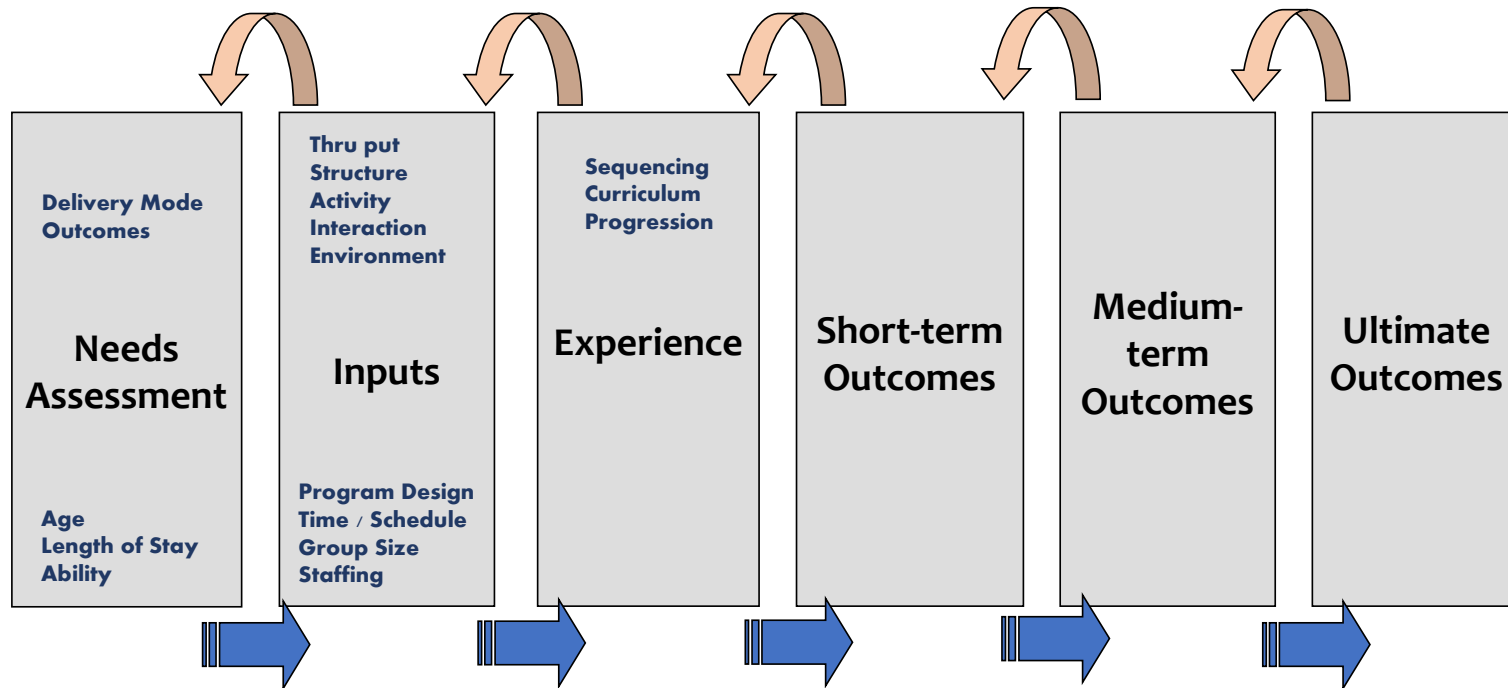 Delivery Mode
Outcomes
Needs
Assessment
Age
Length of Stay
Ability
Thru put
Structure
Activity
Interaction
Environment
Inputs
Program Design
Time / Schedule
Group Size
Staffing
Sequencing
Curriculum
Progression
Experience
Short-term
Outcomes
Medium-
term
Outcomes
Ultimate
Outcomes